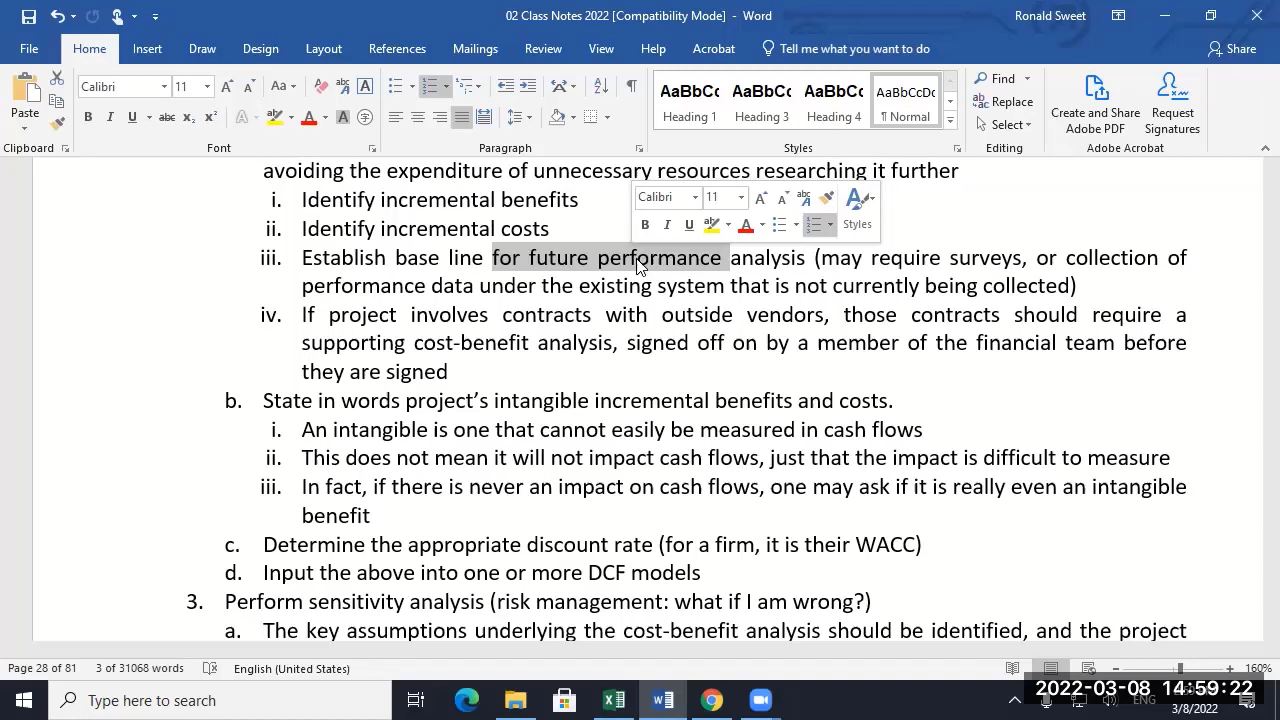 02 Class Notes 2022 [Compatibility Mode] - Word
Ronald Sweet
File Home Insert Draw Design Layout References Mailings Review View Help Acrobat Tell me what you want to do Share
Paste
Clipboard
Calibri 11
Font
Paragraph
AaBbCc AaBbCc AaBbCc AaBbCcDc
Heading 1 Heading 3 Heading 4 ¶ Normal
Styles
Find
Replace
Select
Editing
Create and Share Adobe PDF
Request Signatures
Adobe Acrobat
avoiding the expenditure of unnecessary resources researching it further
Calibri 11
Styles
i. Identify incremental benefits
ii. Identify incremental costs
iii. Establish base line for future performance analysis (may require surveys, or collection of
performance data under the existing system that is not currently being collected)
iv. If project involves contracts with outside vendors, those contracts should require a
supporting cost-benefit analysis, signed off on by a member of the financial team before
they are signed
b. State in words project’s intangible incremental benefits and costs.
i. An intangible is one that cannot easily be measured in cash flows
ii. This does not mean it will not impact cash flows, just that the impact is difficult to measure
iii. In fact, if there is never an impact on cash flows, one may ask if it is really even an intangible
benefit
c. Determine the appropriate discount rate (for a firm, it is their WACC)
d. Input the above into one or more DCF models
3. Perform sensitivity analysis (risk management: what if I am wrong?)
a. The key assumptions underlying the cost-benefit analysis should be identified, and the project
Page 28 of 81 3 of 31068 words English (United States) 160%
Type here to search
2022-03-08 14:59:22
ENG
3/8/2022